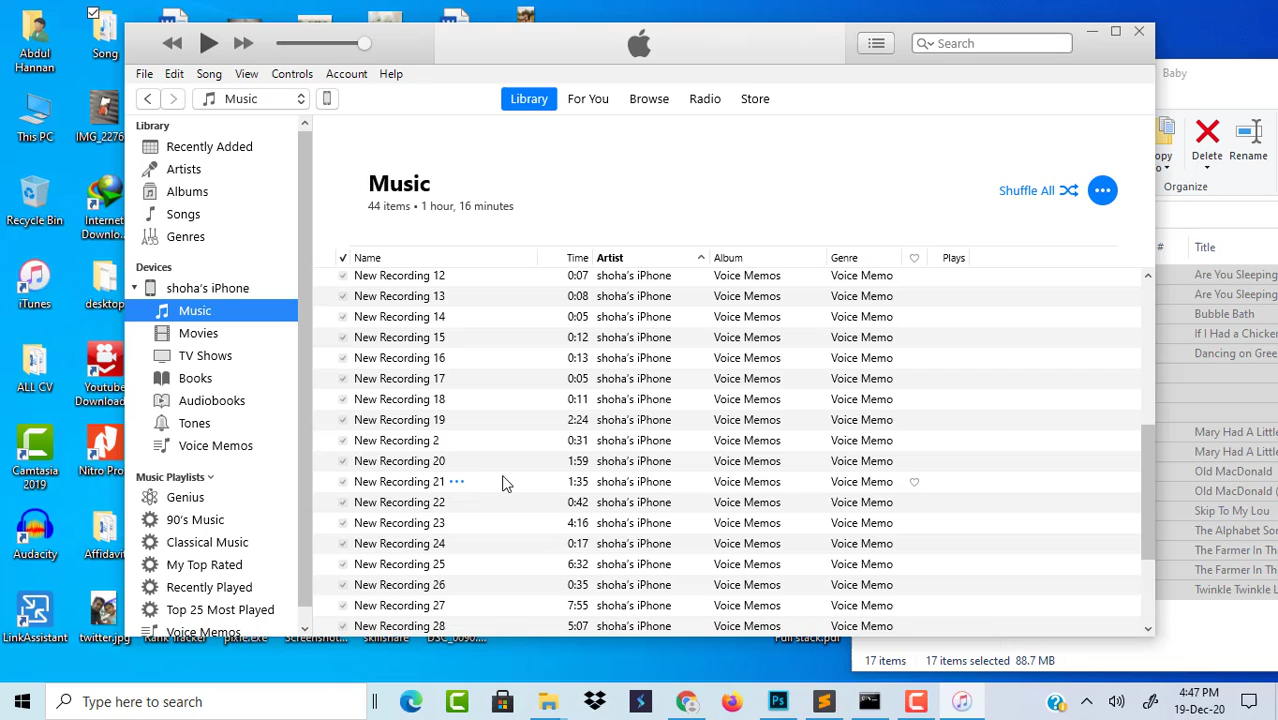 Abdul
Hannan
Song
This PC
IMG_2276
Recycle Bin
Internet
Downlo...
iTunes
desktop
ALL CV
Youtube
Download...
Camtasia
2019
Nitro Pro
Audacity
Affidavi
LinkAssistant
twitter.jpg
Rank Tracker
pixie.exe
Screenshot...
skillshare
DSC_0090....
Full stack.pdf
Search
File Edit Song View Controls Account Help
Music
Library For You Browse Radio Store
Library
Recently Added
Artists
Albums
Songs
Genres
Devices
shoha's iPhone
Music
Movies
TV Shows
Books
Audiobooks
Tones
Voice Memos
Music Playlists
Genius
90's Music
Classical Music
My Top Rated
Recently Played
Top 25 Most Played
Voice Memos
Music
44 items • 1 hour, 16 minutes
Shuffle All
✓ Name Time Artist Album Genre Plays
New Recording 12 0:07 shoha's iPhone Voice Memos Voice Memo
New Recording 13 0:08 shoha's iPhone Voice Memos Voice Memo
New Recording 14 0:05 shoha's iPhone Voice Memos Voice Memo
New Recording 15 0:12 shoha's iPhone Voice Memos Voice Memo
New Recording 16 0:13 shoha's iPhone Voice Memos Voice Memo
New Recording 17 0:05 shoha's iPhone Voice Memos Voice Memo
New Recording 18 0:11 shoha's iPhone Voice Memos Voice Memo
New Recording 19 2:24 shoha's iPhone Voice Memos Voice Memo
New Recording 2 0:31 shoha's iPhone Voice Memos Voice Memo
New Recording 20 1:59 shoha's iPhone Voice Memos Voice Memo
New Recording 21 ••• 1:35 shoha's iPhone Voice Memos Voice Memo
New Recording 22 0:42 shoha's iPhone Voice Memos Voice Memo
New Recording 23 4:16 shoha's iPhone Voice Memos Voice Memo
New Recording 24 0:17 shoha's iPhone Voice Memos Voice Memo
New Recording 25 6:32 shoha's iPhone Voice Memos Voice Memo
New Recording 26 0:35 shoha's iPhone Voice Memos Voice Memo
New Recording 27 7:55 shoha's iPhone Voice Memos Voice Memo
New Recording 28 5:07 shoha's iPhone Voice Memos Voice Memo
Baby
opy
Delete
Rename
Organize
# Title
Are You Sleeping
Are You Sleeping
Bubble Bath
If I Had a Chicken
Dancing on Gree
Mary Had A Little
Mary Had A Little
Old MacDonald
Old MacDonald (
Skip To My Lou
The Alphabet Son
The Farmer In Th
The Farmer In Th
Twinkle Twinkle L
17 items 17 items selected 88.7 MB
Type here to search
4:47 PM
19-Dec-20